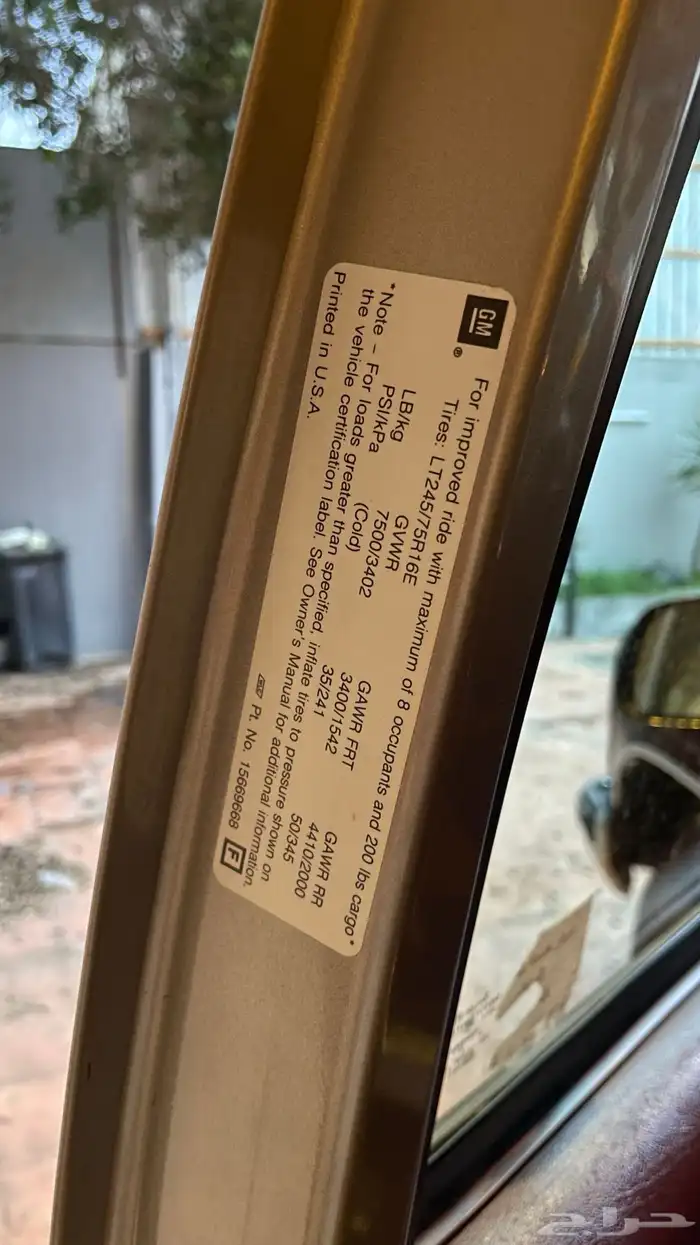 GM ®
For improved ride with maximum of 8 occupants and 200 lbs cargo*
Tires: LT245/75R16E
GVWR GAWR FRT GAWR RR
LB/kg 7500/3402 3400/1542 4410/2000
PSI/kPa (Cold) 35/241 50/345
*Note - For loads greater than specified, inflate tires to pressure shown on
the vehicle certification label. See Owner's Manual for additional information.
Printed in U.S.A. Pt. No. 15669668 F
حراج